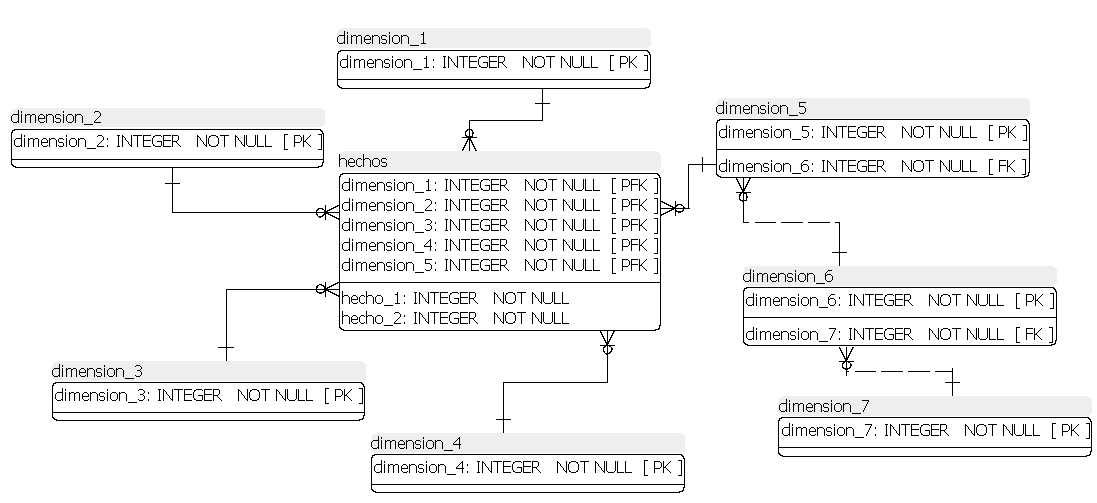 dimension_1
dimension_1: INTEGER NOT NULL [ PK ]
dimension_2
dimension_2: INTEGER NOT NULL [ PK ]
dimension_5
dimension_5: INTEGER NOT NULL [ PK ]
dimension_6: INTEGER NOT NULL [ FK ]
hechos
dimension_1: INTEGER NOT NULL [ PFK ]
dimension_2: INTEGER NOT NULL [ PFK ]
dimension_3: INTEGER NOT NULL [ PFK ]
dimension_4: INTEGER NOT NULL [ PFK ]
dimension_5: INTEGER NOT NULL [ PFK ]
hecho_1: INTEGER NOT NULL
hecho_2: INTEGER NOT NULL
dimension_6
dimension_6: INTEGER NOT NULL [ PK ]
dimension_7: INTEGER NOT NULL [ FK ]
dimension_3
dimension_3: INTEGER NOT NULL [ PK ]
dimension_7
dimension_7: INTEGER NOT NULL [ PK ]
dimension_4
dimension_4: INTEGER NOT NULL [ PK ]